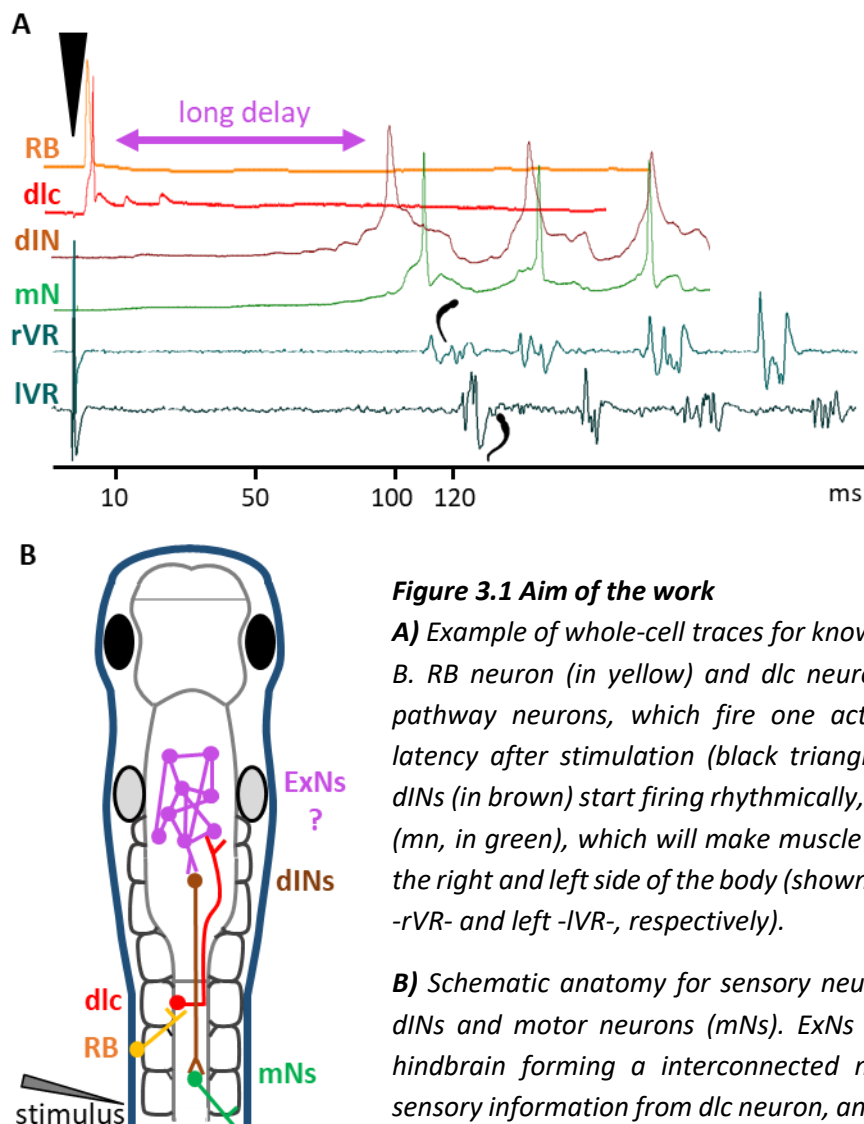 A
long delay
RB
dlc
dIN
mN
rVR
lVR
10 50 100 120 ms
B
ExNs
?
dINs
dlc
RB
mNs
stimulus
Figure 3.1 Aim of the work
A) Example of whole-cell traces for know
B. RB neuron (in yellow) and dlc neur
pathway neurons, which fire one act
latency after stimulation (black triang
dINs (in brown) start firing rhythmically,
(mn, in green), which will make muscle
the right and left side of the body (shown
-rVR- and left -lVR-, respectively).
B) Schematic anatomy for sensory neu
dINs and motor neurons (mNs). ExNs
hindbrain forming a interconnected n
sensory information from dlc neuron, an